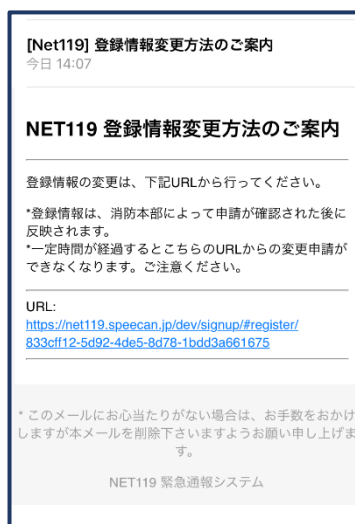 [Net119] 登録情報変更方法のご案内
今日 14:07
NET119 登録情報変更方法のご案内
登録情報の変更は、下記URLから行ってください。
*登録情報は、消防本部によって申請が確認された後に
反映されます。
*一定時間が経過するとこちらのURLからの変更申請が
できなくなります。ご注意ください。
URL:
https://net119.speecan.jp/dev/signup/#register/
833cff12-5d92-4de5-8d78-1bdd3a661675
* このメールにお心当たりがない場合は、お手数をおかけ
しますが本メールを削除下さいますようお願い申し上げま
す。
NET119 緊急通報システム